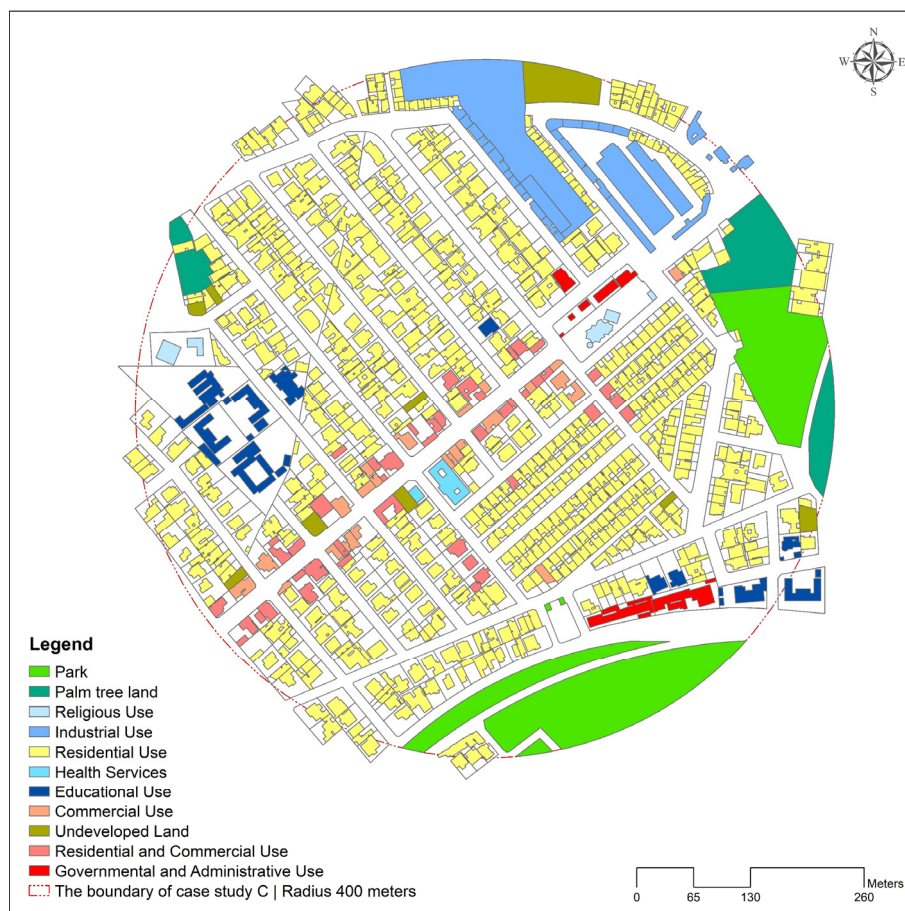 N
W E
S
Legend
Park
Palm tree land
Religious Use
Industrial Use
Residential Use
Health Services
Educational Use
Commercial Use
Undeveloped Land
Residential and Commercial Use
Governmental and Administrative Use
The boundary of case study C | Radius 400 meters
Meters
0 65 130 260